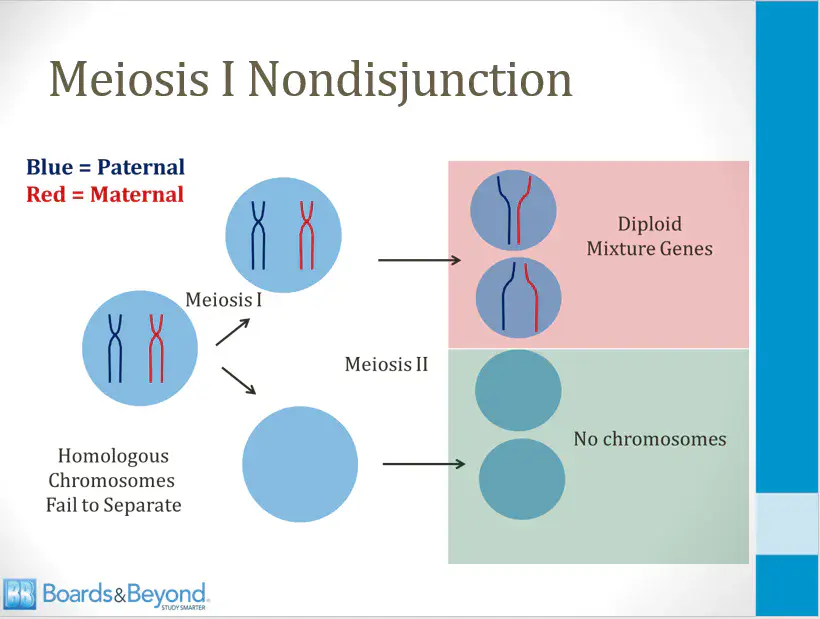 Meiosis I Nondisjunction
Blue = Paternal
Red = Maternal
Meiosis I
Meiosis II
Homologous
Chromosomes
Fail to Separate
Diploid
Mixture Genes
No chromosomes
BB
Boards&Beyond.
STUDY SMARTER